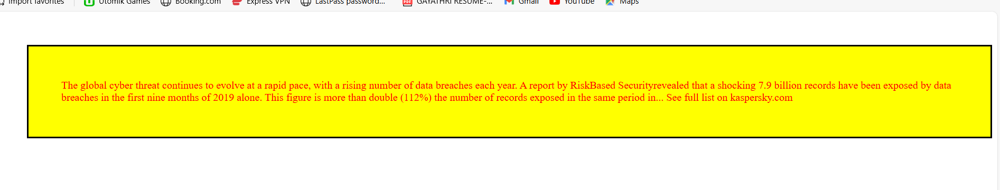 Import favorites Utomik Games Booking.com Express VPN LastPass password... GAYATHRI RESUME-... Gmail YouTube Maps
The global cyber threat continues to evolve at a rapid pace, with a rising number of data breaches each year. A report by RiskBased Securityrevealed that a shocking 7.9 billion records have been exposed by data
breaches in the first nine months of 2019 alone. This figure is more than double (112%) the number of records exposed in the same period in... See full list on kaspersky.com